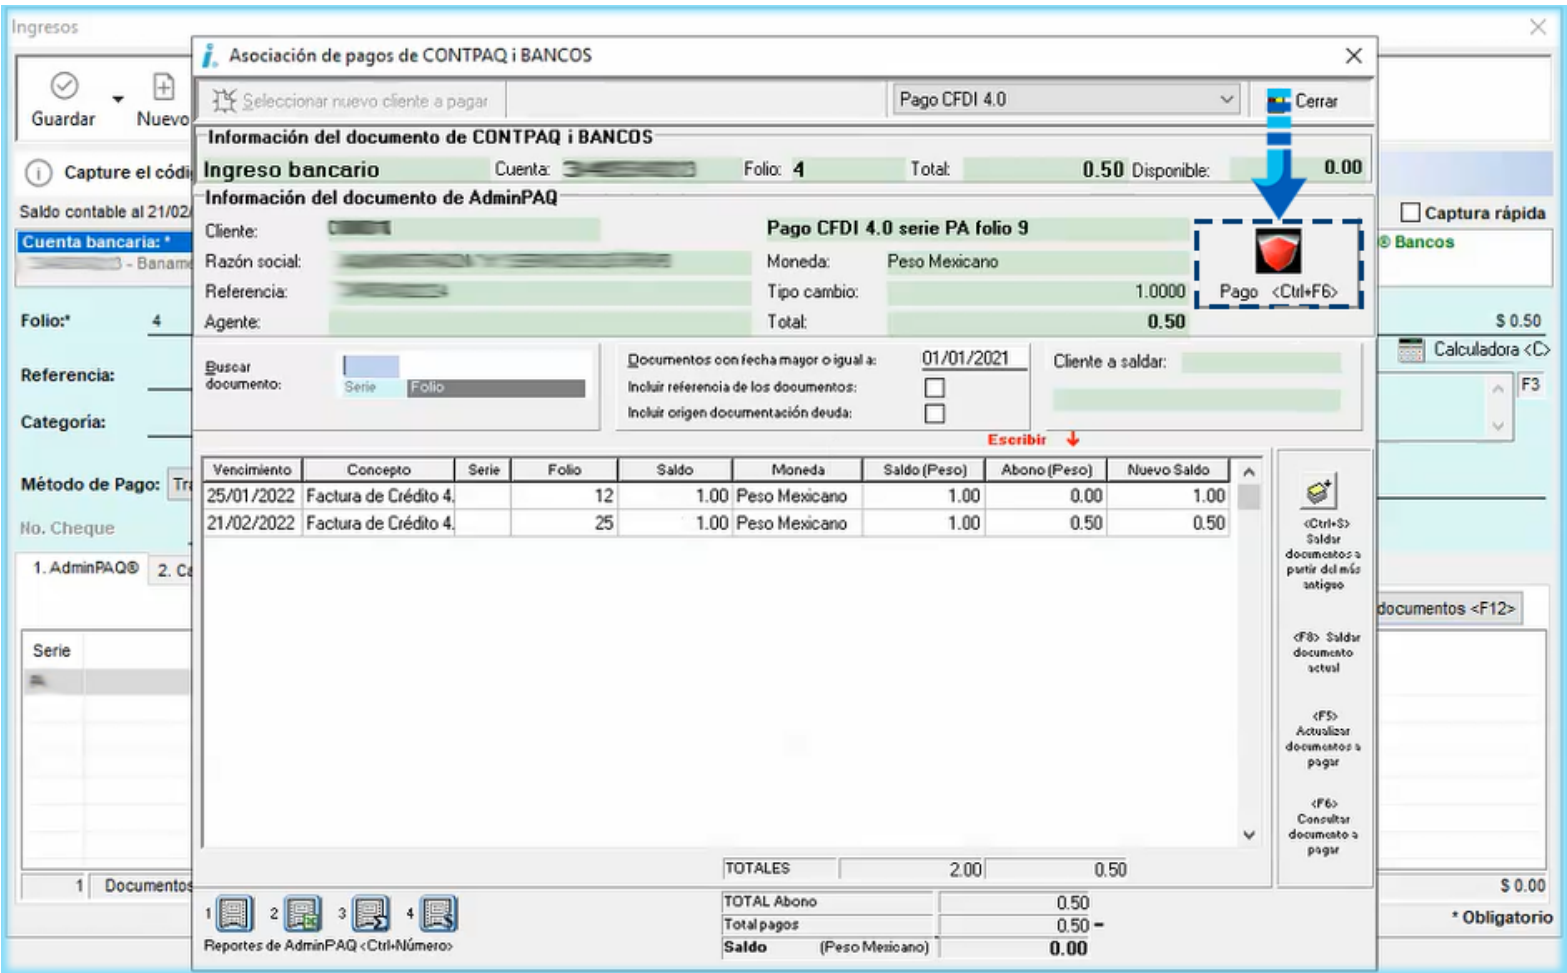 Ingresos
Asociación de pagos de CONTPAQ i BANCOS
Guardar
Nuevo
Seleccionar nuevo cliente a pagar
Pago CFDI 4.0
Cerrar
Información del documento de CONTPAQ i BANCOS
Capture el códi
Ingreso bancario Cuenta: Folio: 4 Total: 0.50 Disponible: 0.00
Información del documento de AdminPAQ
Saldo contable al 21/02/
Captura rápida
Cliente: Pago CFDI 4.0 serie PA folio 9
Cuenta bancaria: *
® Bancos
3 - Baname
Razón social: Moneda: Peso Mexicano
Referencia: Tipo cambio: 1.0000
Pago <Ctrl+F6>
Folio:* 4
Agente: Total: 0.50
$ 0.50
Calculadora <C>
Buscar documento:
Serie Folio
Documentos con fecha mayor o igual a: 01/01/2021
Incluir referencia de los documentos:
Incluir origen documentación deuda:
Cliente a saldar:
Referencia:
F3
Categoría:
Escribir
Vencimiento Concepto Serie Folio Saldo Moneda Saldo (Peso) Abono (Peso) Nuevo Saldo
25/01/2022 Factura de Crédito 4. 12 1.00 Peso Mexicano 1.00 0.00 1.00
21/02/2022 Factura de Crédito 4. 25 1.00 Peso Mexicano 1.00 0.50 0.50
Método de Pago: Tra
No. Cheque
1. AdminPAQ® 2. Ca
<Ctrl+S>
Saldar
documentos a
partir del más
antiguo
documentos <F12>
Serie
<F8> Saldar
documento
actual
<F5>
Actualizar
documentos a
pagar
<F6>
Consultar
documento a
pagar
TOTALES 2.00 0.50
1 Documentos
$ 0.00
TOTAL Abono 0.50
Total pagos 0.50 -
Saldo (Peso Mexicano) 0.00
1 2 3 4
Reportes de AdminPAQ <Ctrl+Número>
* Obligatorio